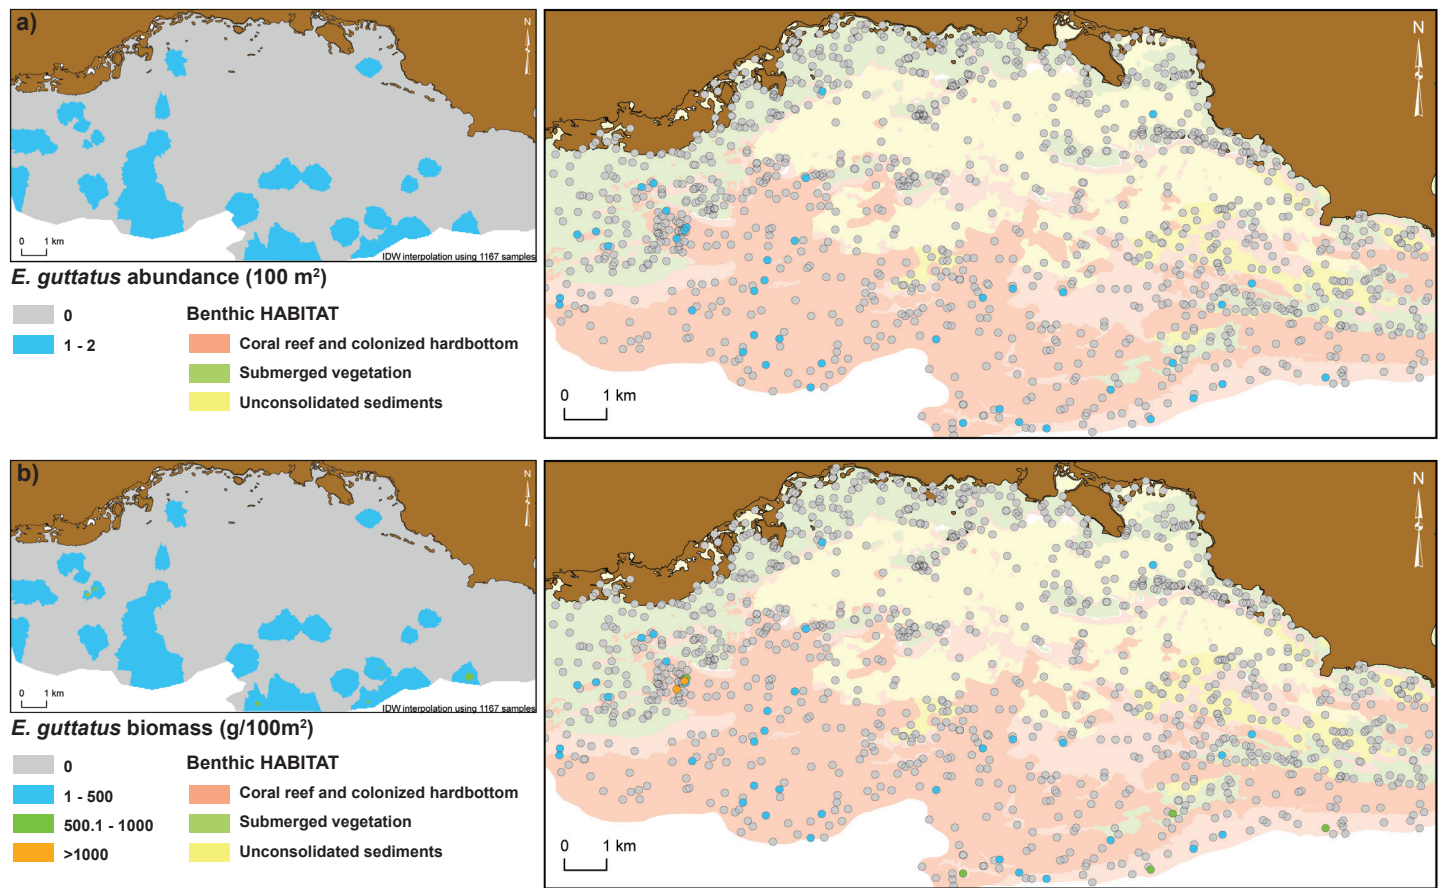 a)
N
0 1 km
IDW interpolation using 1167 samples
E. guttatus abundance (100 m²)
0
1 - 2
Benthic HABITAT
Coral reef and colonized hardbottom
Submerged vegetation
Unconsolidated sediments
N
0 1 km
b)
N
0 1 km
IDW interpolation using 1167 samples
E. guttatus biomass (g/100m²)
0
1 - 500
500.1 - 1000
>1000
Benthic HABITAT
Coral reef and colonized hardbottom
Submerged vegetation
Unconsolidated sediments
N
0 1 km